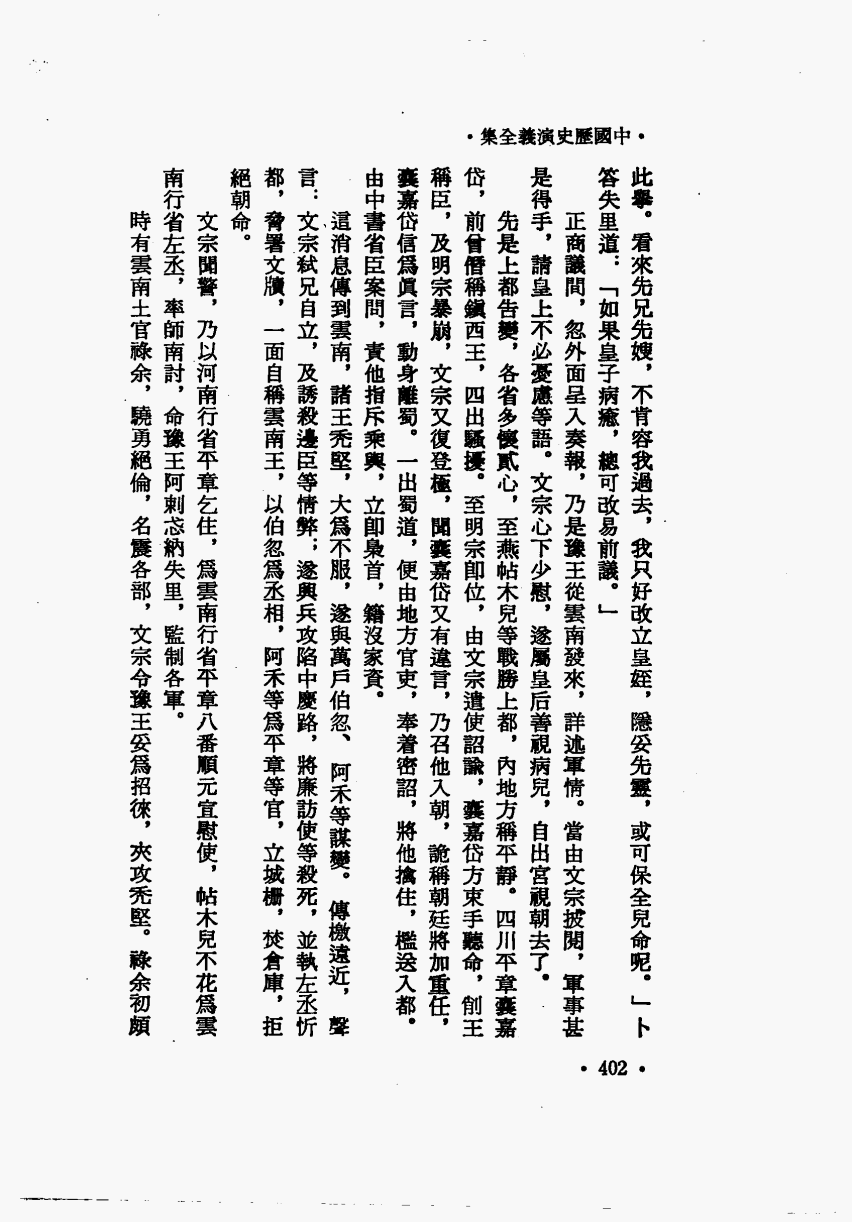 •中國歷史演義全集•
此舉。看來先兄先嫂，不肯容我過去，我只好改立皇姪，隱妥先靈，或可保全兒命呢。」卜
答失里道：「如果皇子病癒，總可改易前議。」
正商議間，忽外面呈入奏報，乃是豫王從雲南發來，詳述軍情。當由文宗披閱，軍事甚
是得手，請皇上不必憂慮等語。文宗心下少慰，遂屬皇后善視病兒，自出宮視朝去了。
先是上都告變，各省多懷貳心，至燕帖木兒等戰勝上都，內地方稱平靜。四川平章囊嘉
岱，前曾僭稱鎮西王，四出騷擾。至明宗卽位，由文宗遣使詔諭，囊嘉岱方束手聽命，削王
稱臣，及明宗暴崩，文宗又復登極，聞囊嘉岱又有違言，乃召他入朝，詭稱朝廷將加重任，
囊嘉岱信爲眞言，動身離蜀。一出蜀道，便由地方官吏，奉着密詔，將他擒住，檻送入都。
由中書省臣案問，責他指斥乘輿，立卽梟首，籍沒家資。
這消息傳到雲南，諸王禿堅，大爲不服，遂與萬戶伯忽、阿禾等謀變。傳檄遠近，聲
言：文宗弒兄自立，及誘殺邊臣等情弊；遂興兵攻陷中慶路，將廉訪使等殺死，並執左丞忻
都，脅署文牘，一面自稱雲南王，以伯忽爲丞相，阿禾等爲平章等官，立城柵，焚倉庫，拒
絕朝命。
文宗聞警，乃以河南行省平章乞住，爲雲南行省平章八番順元宣慰使，帖木兒不花爲雲
南行省左丞，率師南討，命豫王阿剌忒納失里，監制各軍。
時有雲南土官祿余，驍勇絕倫，名震各部，文宗令豫王妥爲招徠，夾攻禿堅。祿余初頗
•402•